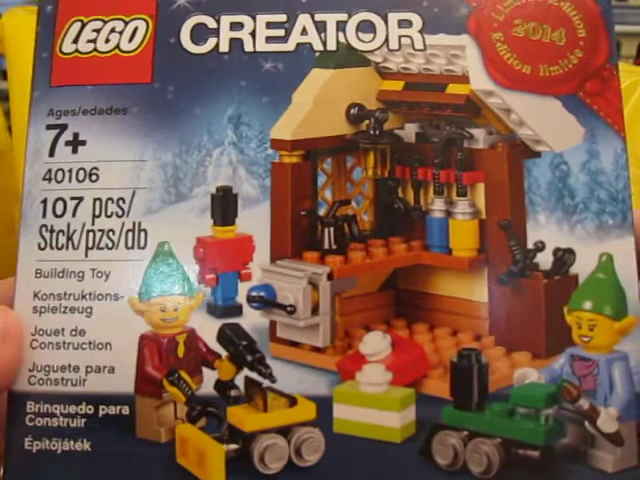 LEGO
CREATOR
Limited Edition
2014
Edition limitée
Ages/edades
7+
40106
107 pcs/
Stck/pzs/db
Building Toy
Konstruktions-
spielzeug
Jouet de
Construction
Juguete para
Construir
Brinquedo para
Construir
Építőjáték